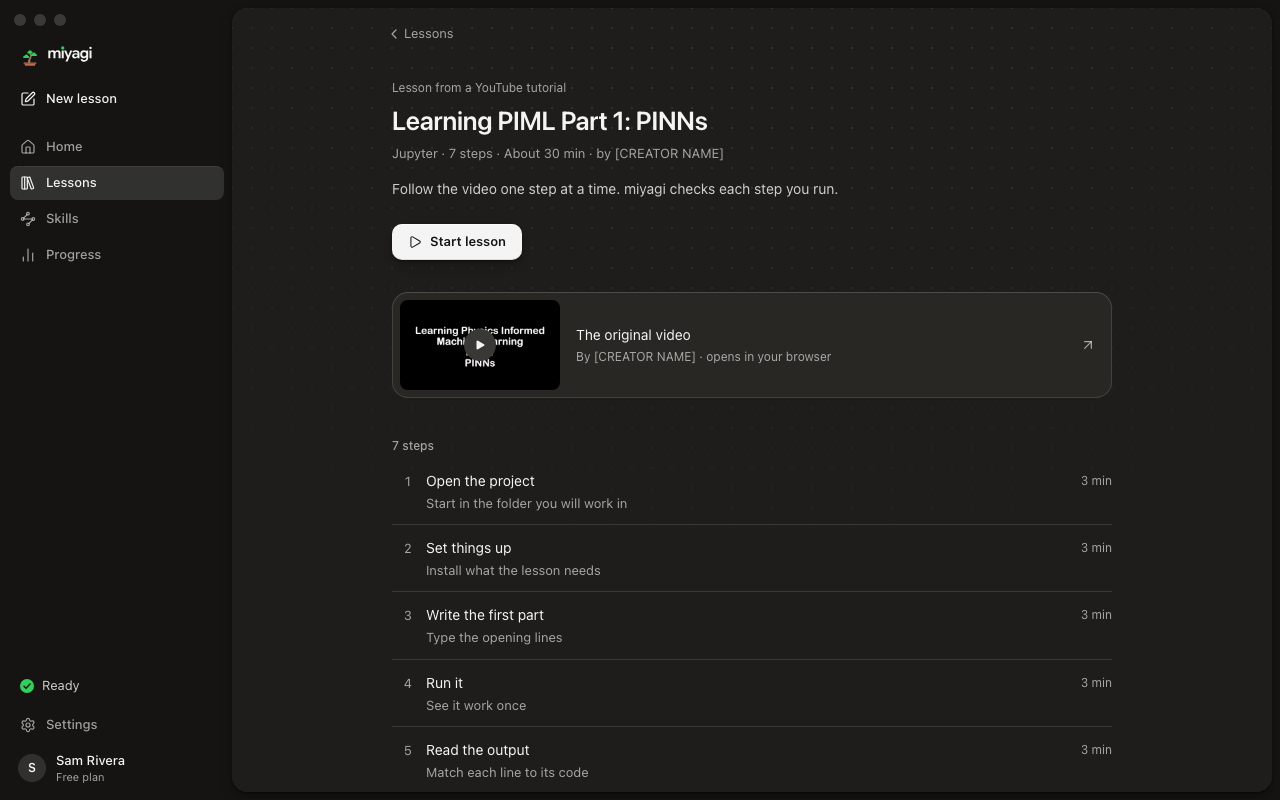 miyagi
New lesson
Home
Lessons
Skills
Progress
Ready
Settings
S
Sam Rivera
Free plan
Lessons
Lesson from a YouTube tutorial
Learning PIML Part 1: PINNs
Jupyter · 7 steps · About 30 min · by [CREATOR NAME]
Follow the video one step at a time. miyagi checks each step you run.
Start lesson
Learning Physics Informed
Machine Learning
PINNs
The original video
By [CREATOR NAME] · opens in your browser
7 steps
1 Open the project 3 min
Start in the folder you will work in
2 Set things up 3 min
Install what the lesson needs
3 Write the first part 3 min
Type the opening lines
4 Run it 3 min
See it work once
5 Read the output 3 min
Match each line to its code